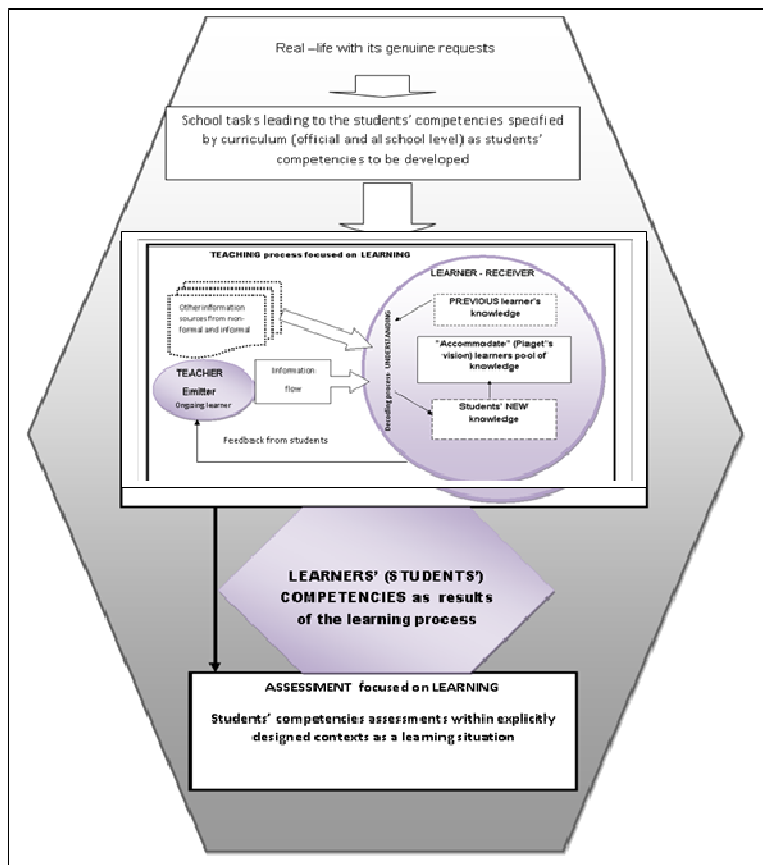 Real –life with its genuine requests
School tasks leading to the students’ competencies specified
by curriculum (official and al school level) as students’
competencies to be developed
TEACHING process focused on LEARNING
LEARNER - RECEIVER
Other information
sources from non-
formal and informal
PREVIOUS learner's
knowledge
Decoding process UNDERSTANDING
"Accommodate" (Piaget"s
vision) learners pool of
knowledge
TEACHER
Emitter
Ongoing learner
Information
flow
Students’ NEW
knowledge
Feedback from students
LEARNERS’ (STUDENTS’)
COMPETENCIES as results
of the learning process
ASSESSMENT focused on LEARNING
Students’ competencies assessments within explicitly
designed contexts as a learning situation